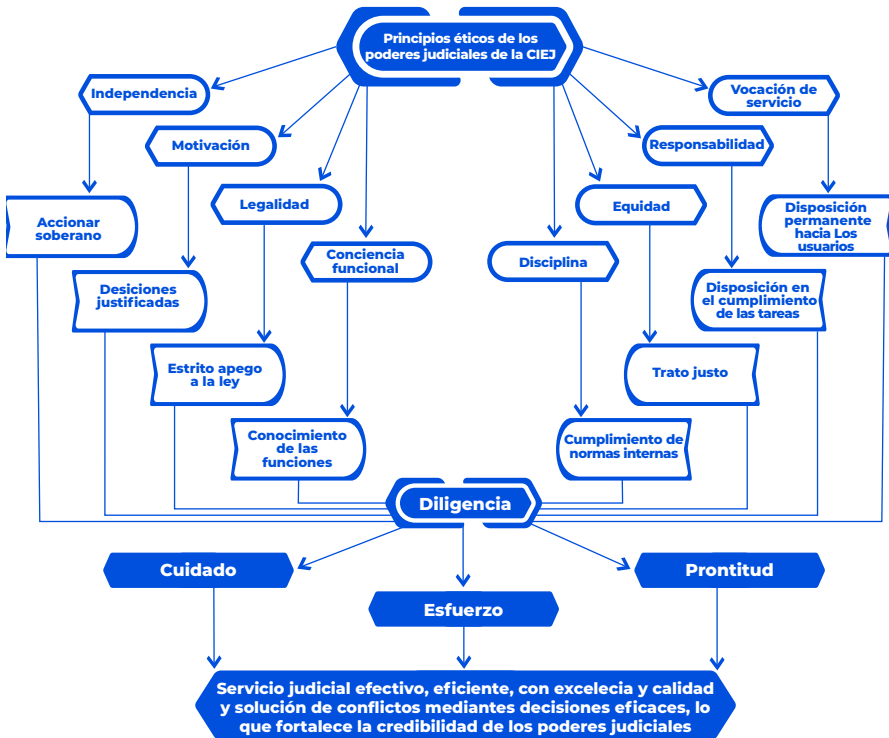 Principios éticos de los
poderes judiciales de la CIEJ
Independencia
Vocación de
servicio
Motivación
Responsabilidad
Legalidad
Equidad
Accionar
soberano
Disposición
permanente
hacia Los
usuarios
Conciencia
funcional
Disciplina
Desiciones
justificadas
Disposición en
el cumplimiento
de las tareas
Estrito apego
a la ley
Trato justo
Conocimiento
de las
funciones
Cumplimiento de
normas internas
Diligencia
Cuidado
Prontitud
Esfuerzo
Servicio judicial efectivo, eficiente, con excelecia y calidad
y solución de conflictos mediantes decisiones eficaces, lo
que fortalece la credibilidad de los poderes judiciales